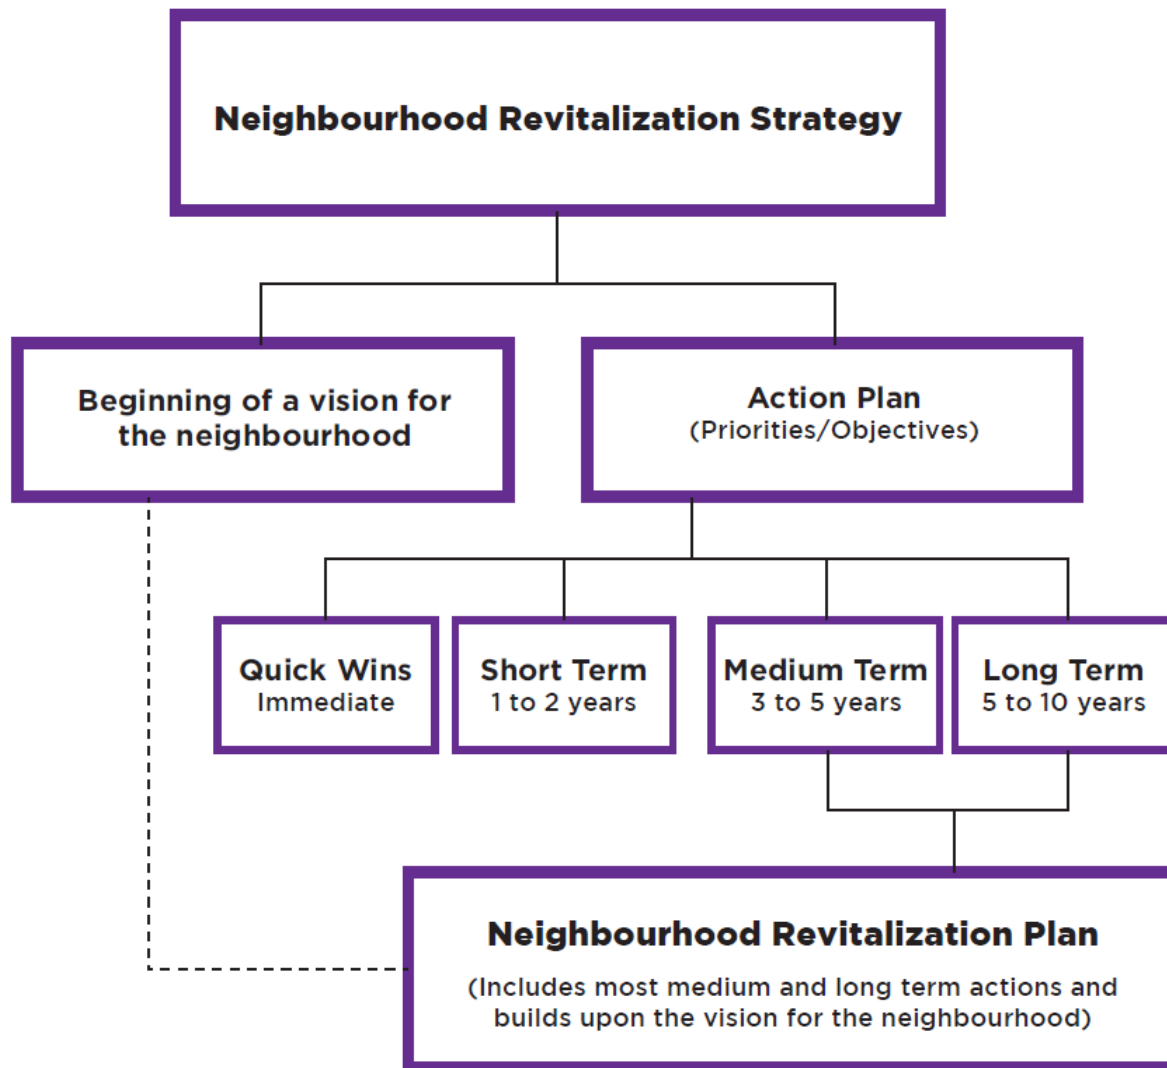 Neighbourhood Revitalization Strategy
Beginning of a vision for
the neighbourhood
Action Plan
(Priorities/Objectives)
Quick Wins
Immediate
Short Term
1 to 2 years
Medium Term
3 to 5 years
Long Term
5 to 10 years
Neighbourhood Revitalization Plan
(Includes most medium and long term actions and
builds upon the vision for the neighbourhood)